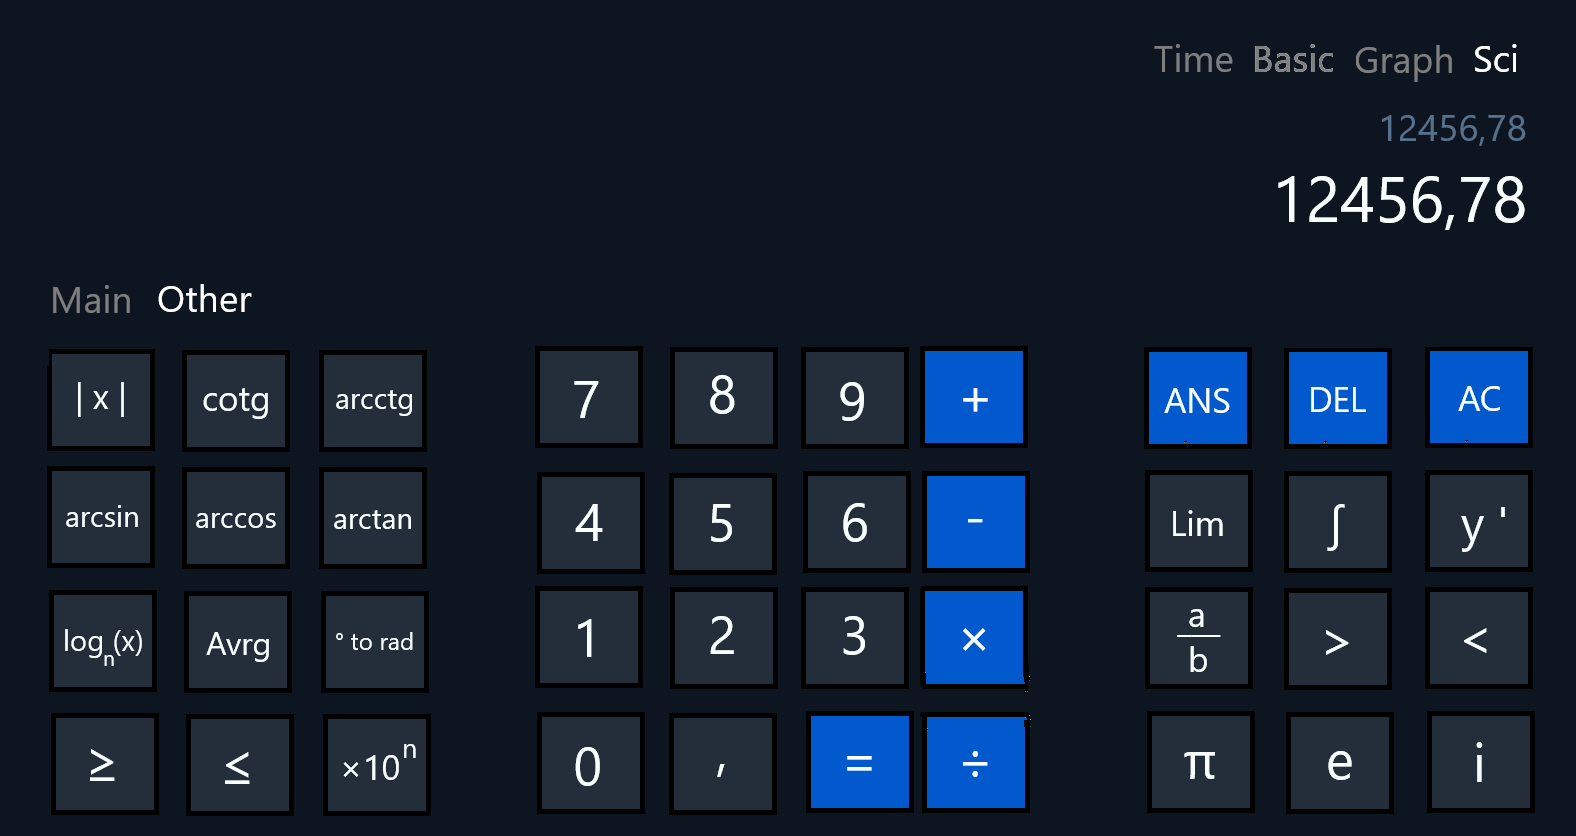 Time Basic Graph Sci
12456,78
12456,78
Main Other
|x| cotg arcctg 7 8 9 + ANS DEL AC
arcsin arccos arctan 4 5 6 - Lim ∫ y '
logₙ(x) Avrg ° to rad 1 2 3 × a/b > <
≥ ≤ ×10ⁿ 0 , = ÷ π e i